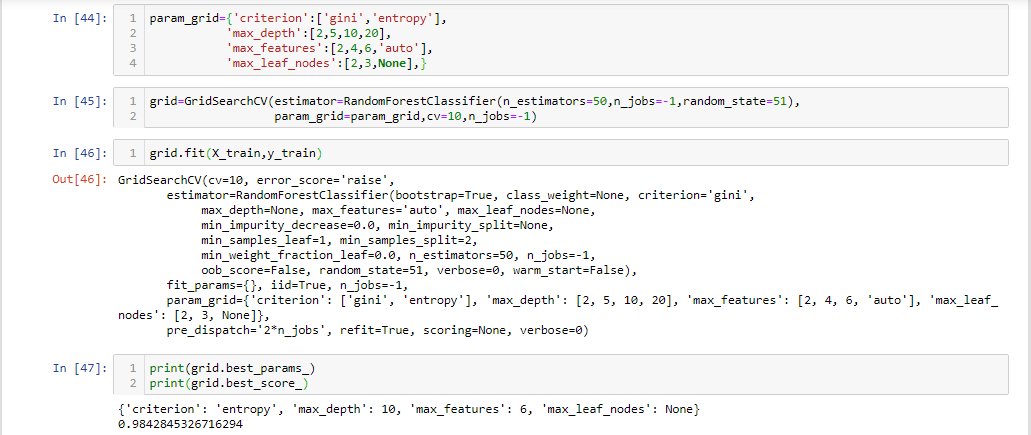 In [44]:
1 param_grid={'criterion':['gini','entropy'],
2 'max_depth':[2,5,10,20],
3 'max_features':[2,4,6,'auto'],
4 'max_leaf_nodes':[2,3,None],}
In [45]:
1 grid=GridSearchCV(estimator=RandomForestClassifier(n_estimators=50,n_jobs=-1,random_state=51),
2 param_grid=param_grid,cv=10,n_jobs=-1)
In [46]:
1 grid.fit(X_train,y_train)
Out[46]: GridSearchCV(cv=10, error_score='raise',
estimator=RandomForestClassifier(bootstrap=True, class_weight=None, criterion='gini',
max_depth=None, max_features='auto', max_leaf_nodes=None,
min_impurity_decrease=0.0, min_impurity_split=None,
min_samples_leaf=1, min_samples_split=2,
min_weight_fraction_leaf=0.0, n_estimators=50, n_jobs=-1,
oob_score=False, random_state=51, verbose=0, warm_start=False),
fit_params={}, iid=True, n_jobs=-1,
param_grid={'criterion': ['gini', 'entropy'], 'max_depth': [2, 5, 10, 20], 'max_features': [2, 4, 6, 'auto'], 'max_leaf_
nodes': [2, 3, None]},
pre_dispatch='2*n_jobs', refit=True, scoring=None, verbose=0)
In [47]:
1 print(grid.best_params_)
2 print(grid.best_score_)
{'criterion': 'entropy', 'max_depth': 10, 'max_features': 6, 'max_leaf_nodes': None}
0.9842845326716294